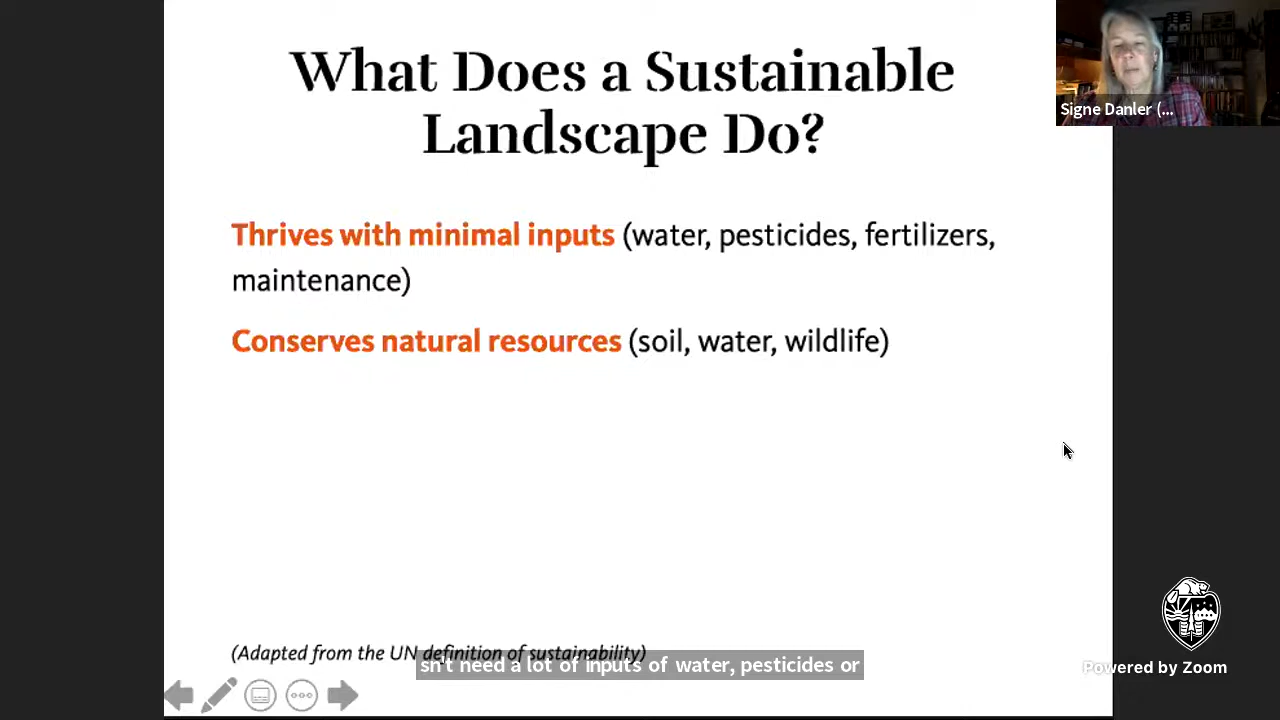 What Does a Sustainable
Landscape Do?
Signe Danler (...
Thrives with minimal inputs (water, pesticides, fertilizers,
maintenance)
Conserves natural resources (soil, water, wildlife)
(Adapted from the UN definition of sustainability)
sn't need a lot of inputs of water, pesticides or
Powered by Zoom